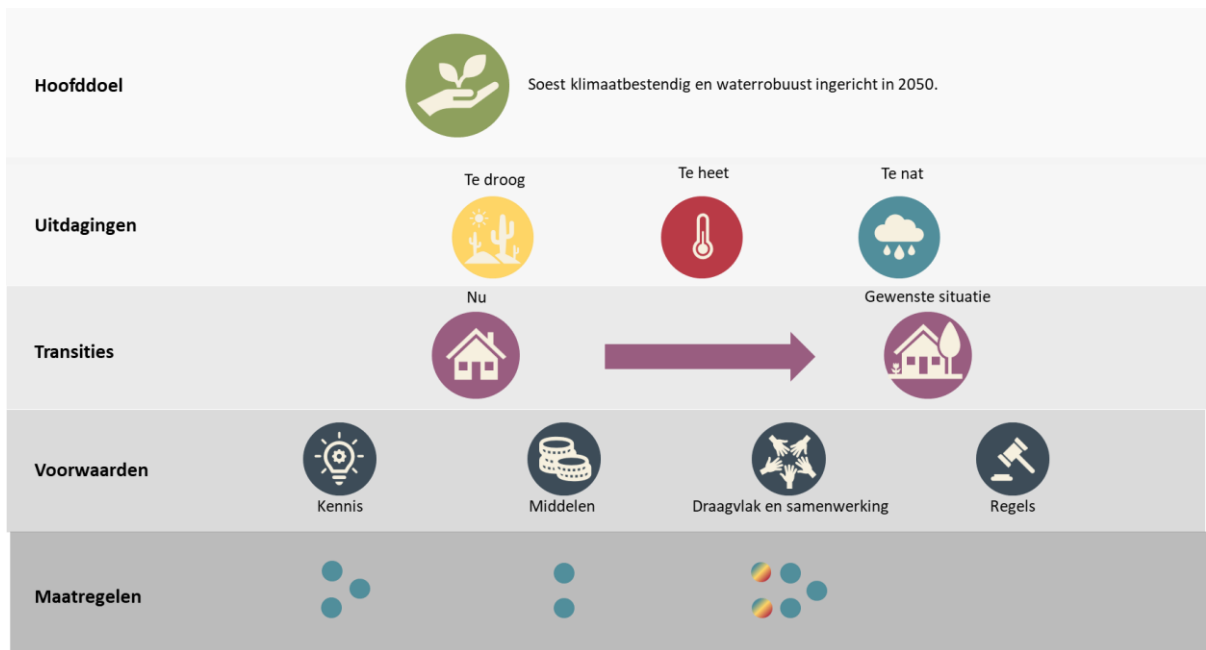 Hoofddoel
Soest klimaatbestendig en waterrobuust ingericht in 2050.
Uitdagingen
Te droog
Te heet
Te nat
Transities
Nu
Gewenste situatie
Voorwaarden
Kennis
Middelen
Draagvlak en samenwerking
Regels
Maatregelen